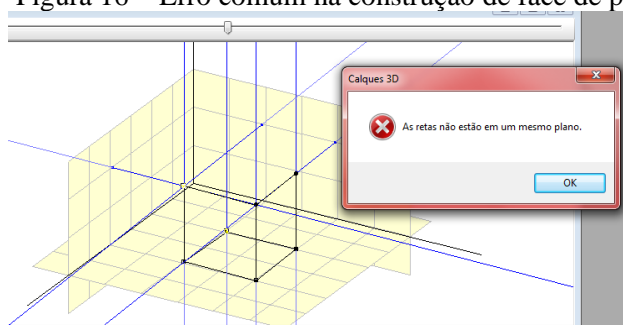 Figura 18 – Erro comum na construção de face de p
Calques 3D
As retas não estão em um mesmo plano.
OK